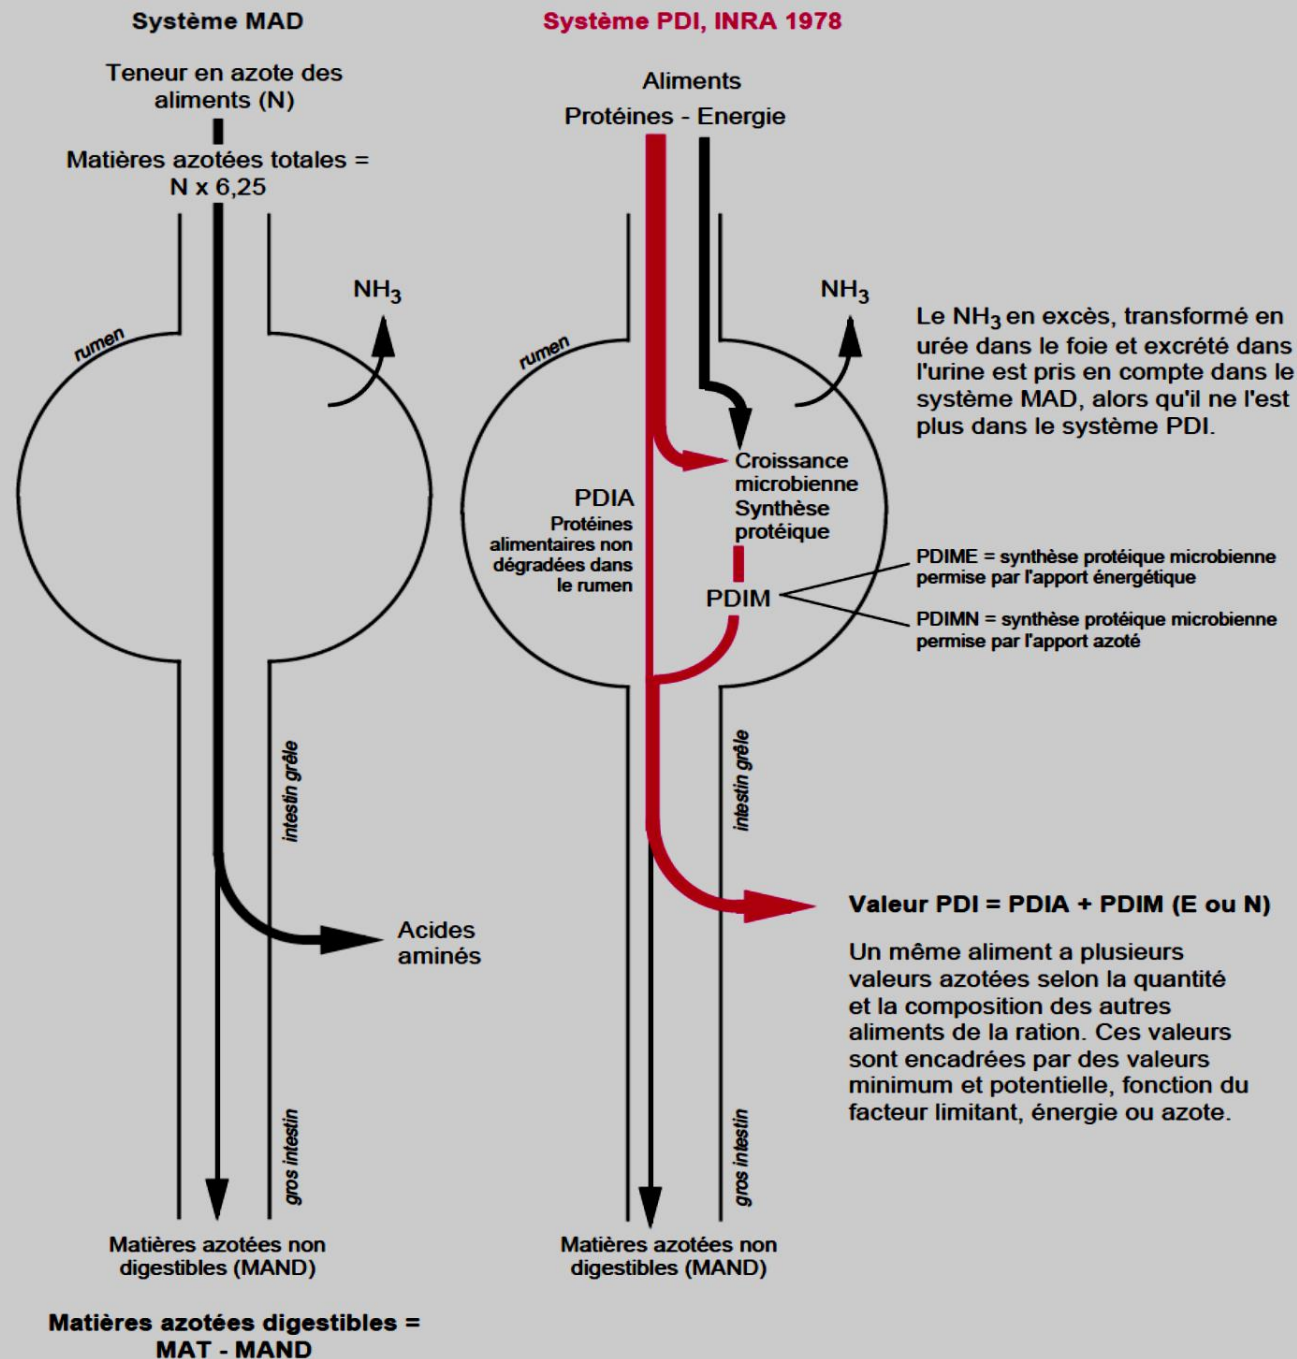 Système MAD
Teneur en azote des
aliments (N)
Matières azotées totales =
N x 6,25
NH3
rumen
intestin grêle
Acides
aminés
gros intestin
Matières azotées non
digestibles (MAND)
Matières azotées digestibles =
MAT - MAND
Système PDI, INRA 1978
Aliments
Protéines - Energie
NH3
rumen
Le NH3 en excès, transformé en
urée dans le foie et excrété dans
l'urine est pris en compte dans le
système MAD, alors qu'il ne l'est
plus dans le système PDI.
Croissance
microbienne
Synthèse
protéique
PDIA
Protéines
alimentaires non
dégradées dans
le rumen
PDIM
PDIME = synthèse protéique microbienne
permise par l'apport énergétique
PDIMN = synthèse protéique microbienne
permise par l'apport azoté
intestin grêle
Valeur PDI = PDIA + PDIM (E ou N)
Un même aliment a plusieurs
valeurs azotées selon la quantité
et la composition des autres
aliments de la ration. Ces valeurs
sont encadrées par des valeurs
minimum et potentielle, fonction du
facteur limitant, énergie ou azote.
gros intestin
Matières azotées non
digestibles (MAND)